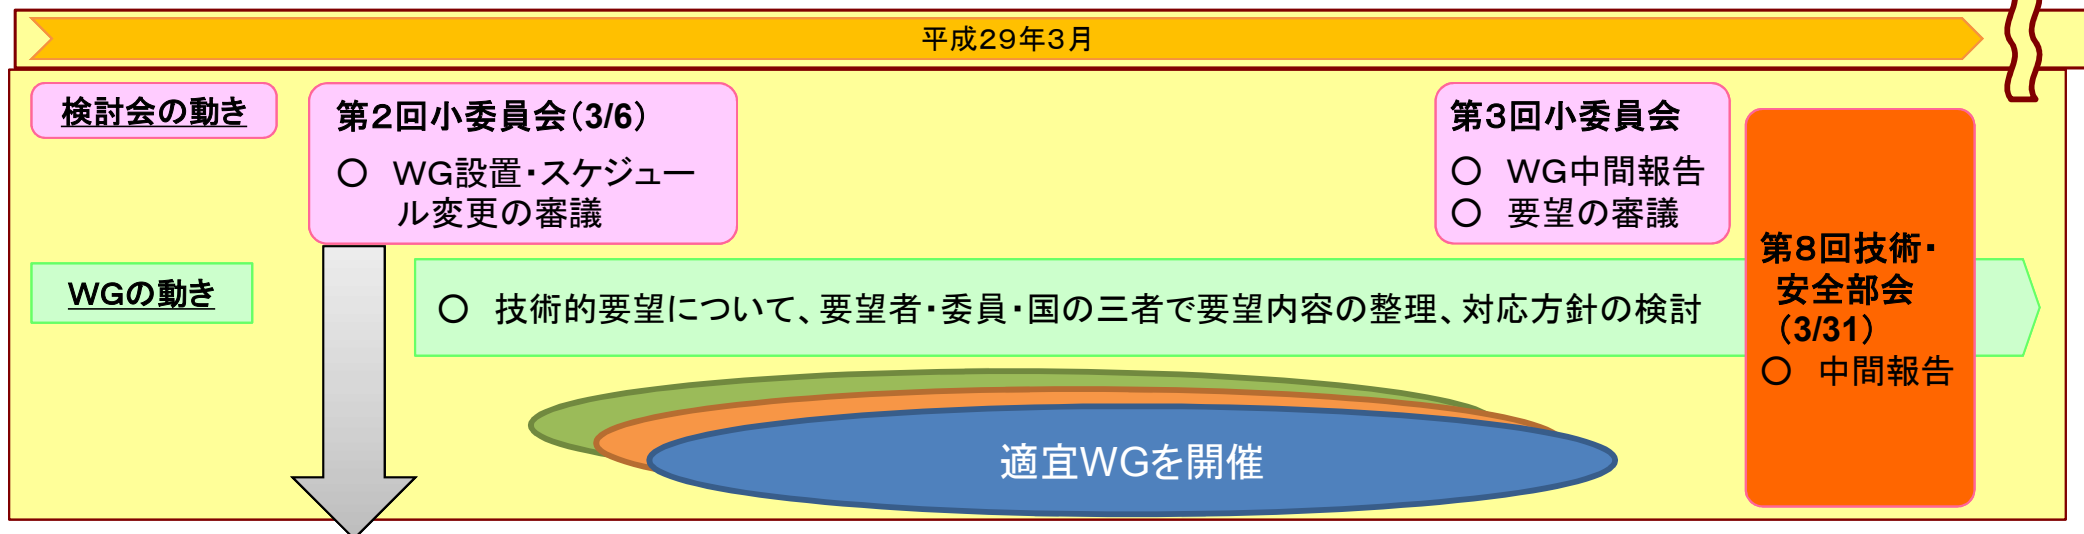 平成29年3月
検討会の動き
第2回小委員会(3/6)
○ WG設置・スケジュー
ル変更の審議
第3回小委員会
○ WG中間報告
○ 要望の審議
第8回技術・
安全部会
(3/31)
○ 中間報告
WGの動き
○ 技術的要望について、要望者・委員・国の三者で要望内容の整理、対応方針の検討
適宜WGを開催